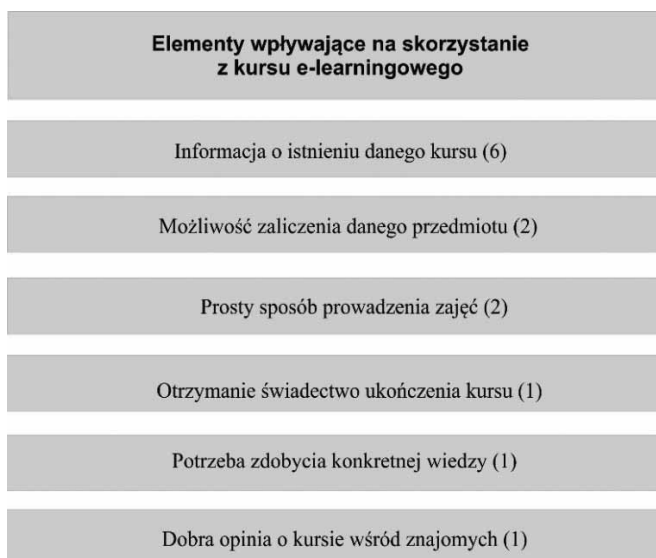 Elementy wpływające na skorzystanie
z kursu e-learningowego
Informacja o istnieniu danego kursu (6)
Możliwość zaliczenia danego przedmiotu (2)
Prosty sposób prowadzenia zajęć (2)
Otrzymanie świadectwo ukończenia kursu (1)
Potrzeba zdobycia konkretnej wiedzy (1)
Dobra opinia o kursie wśród znajomych (1)